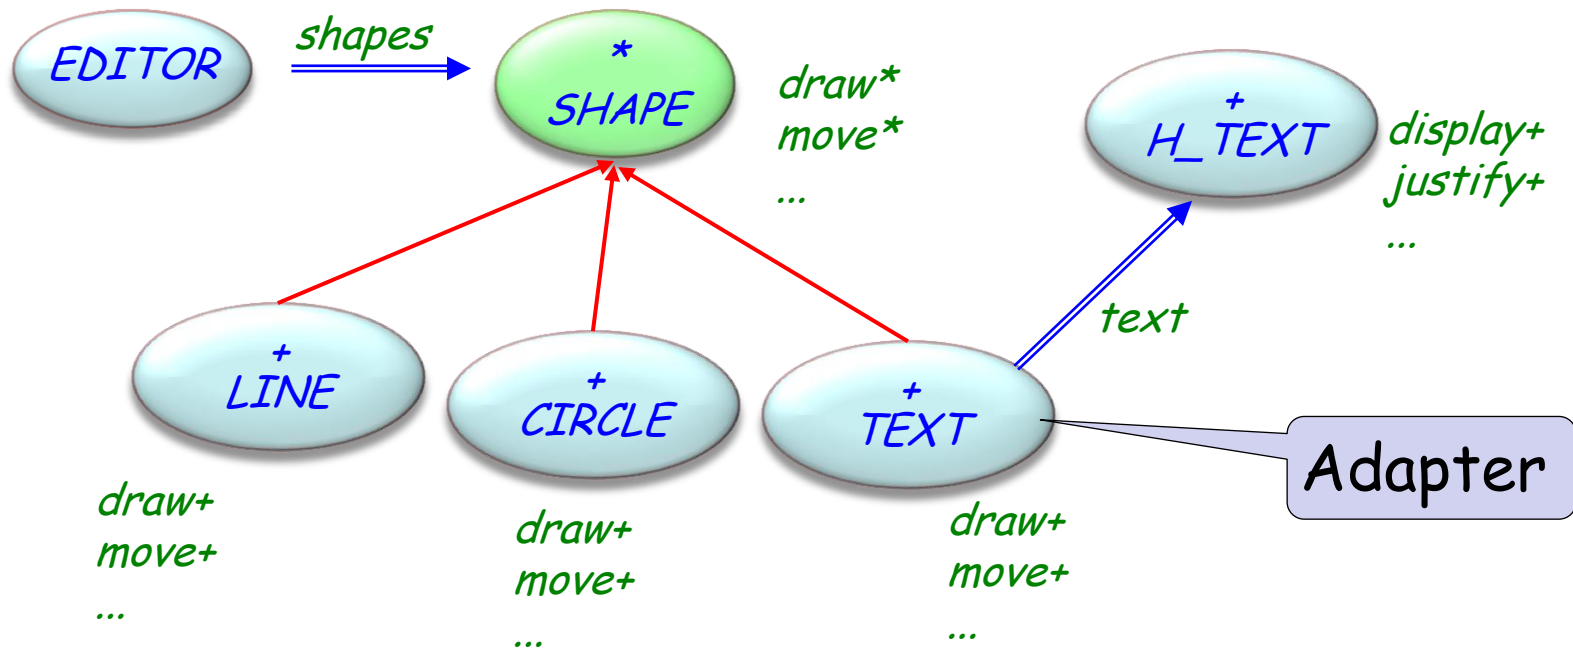 EDITOR
shapes
*
SHAPE
draw*
move*
...
+
H_TEXT
display+
justify+
...
text
+
LINE
draw+
move+
...
+
CIRCLE
draw+
move+
...
+
TEXT
draw+
move+
...
Adapter